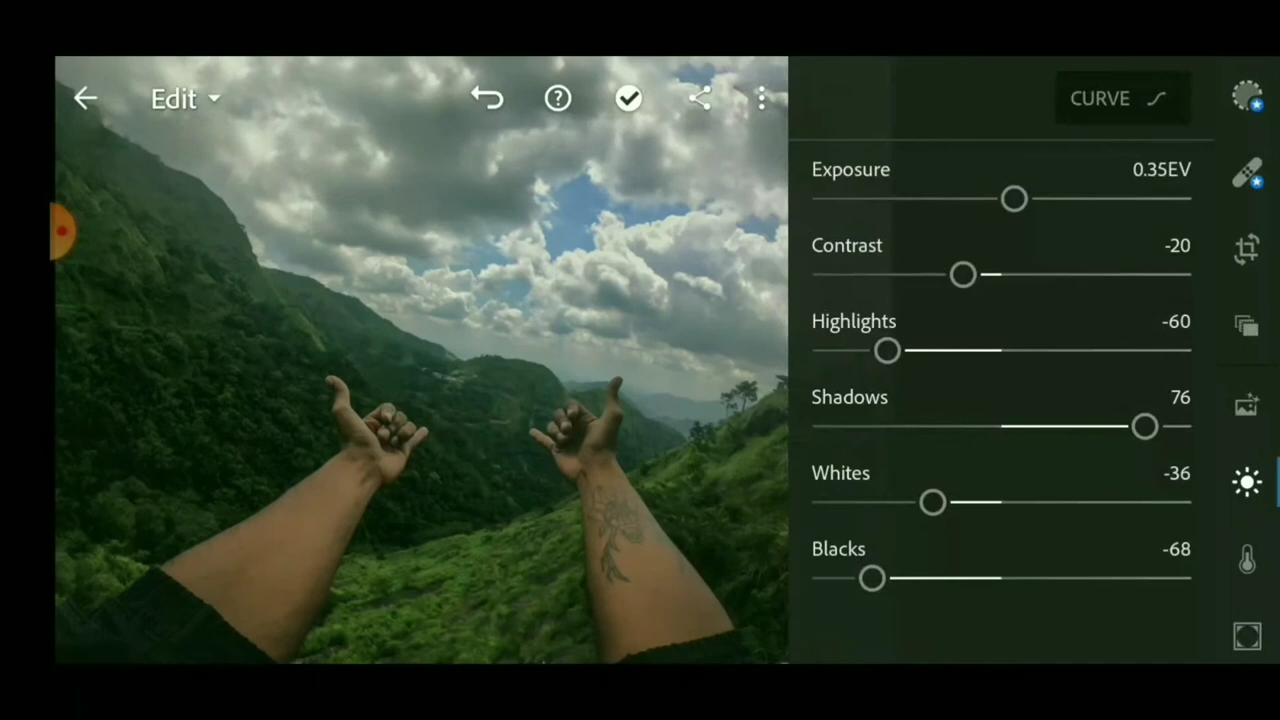 Edit
CURVE
Exposure 0.35EV
Contrast -20
Highlights -60
Shadows 76
Whites -36
Blacks -68